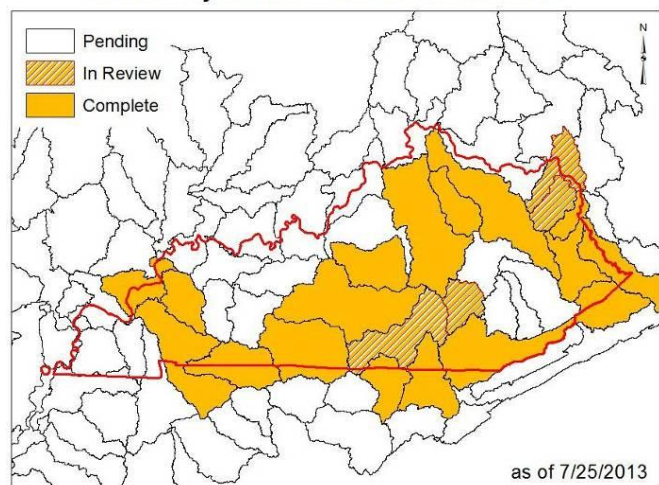 Pending
In Review
Complete
N
as of 7/25/2013